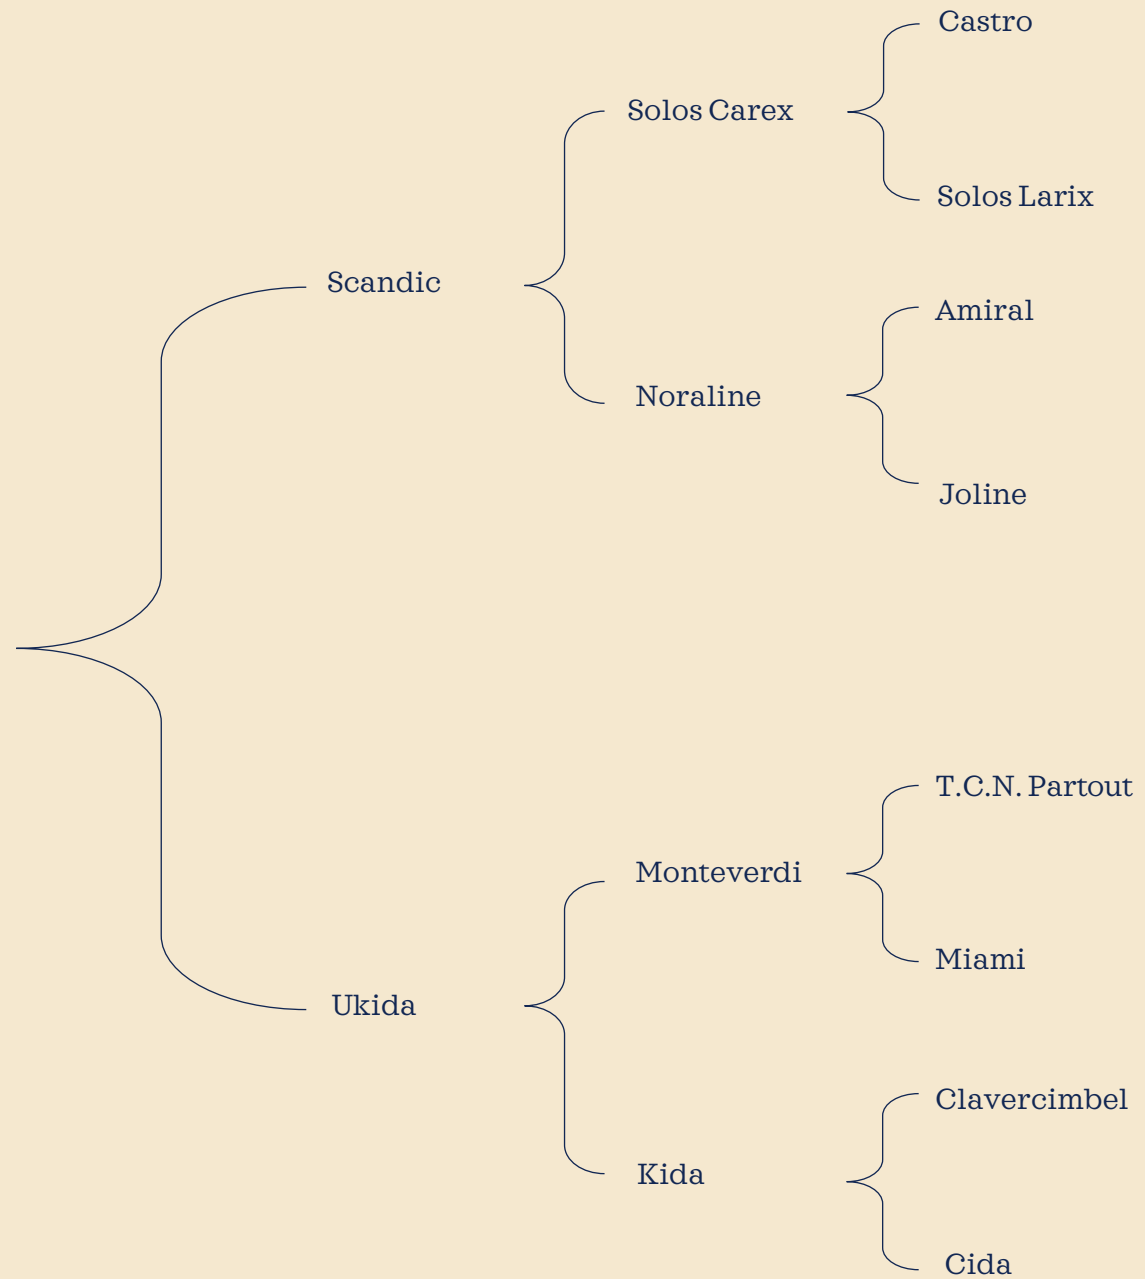 Castro
Solos Carex
Solos Larix
Scandic
Amiral
Noraline
Joline
T.C.N. Partout
Monteverdi
Miami
Ukida
Clavercimbel
Kida
Cida